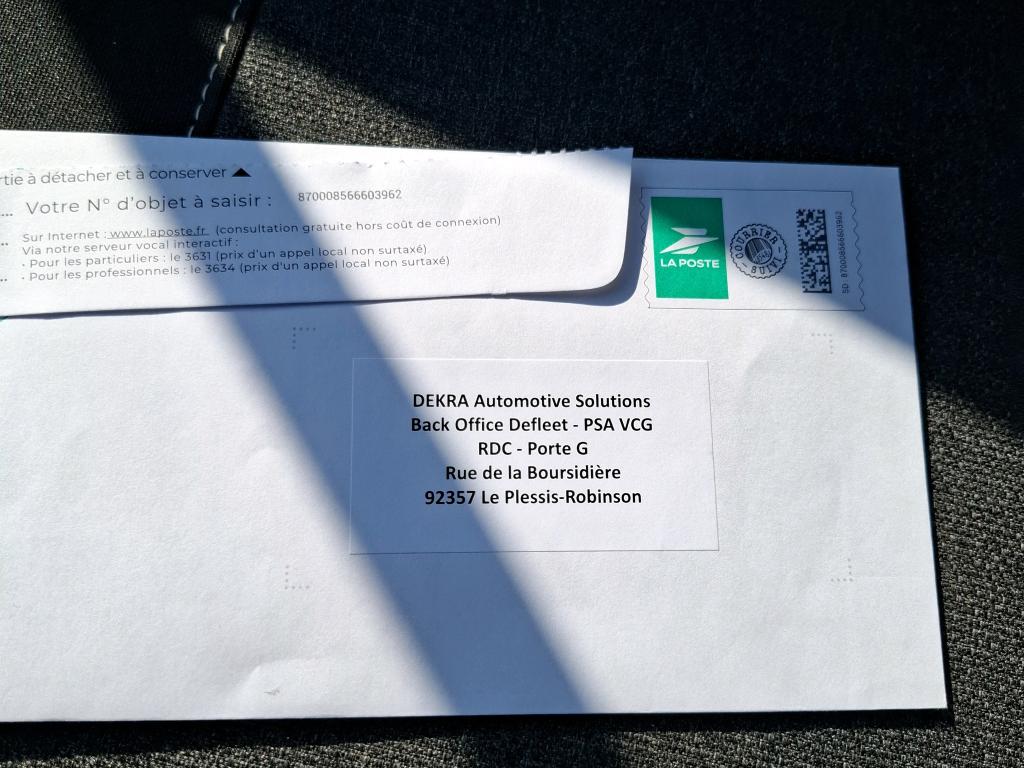 rtie à détacher et à conserver ▲
Votre N° d'objet à saisir : 870008566603962
Sur Internet : www.laposte.fr (consultation gratuite hors coût de connexion)
Via notre serveur vocal interactif :
· Pour les particuliers : le 3631 (prix d'un appel local non surtaxé)
· Pour les professionnels : le 3634 (prix d'un appel local non surtaxé)
LA POSTE
COURRIER
SUIVI
SD 870008566603962
DEKRA Automotive Solutions
Back Office Defleet - PSA VCG
RDC - Porte G
Rue de la Boursidière
92357 Le Plessis-Robinson